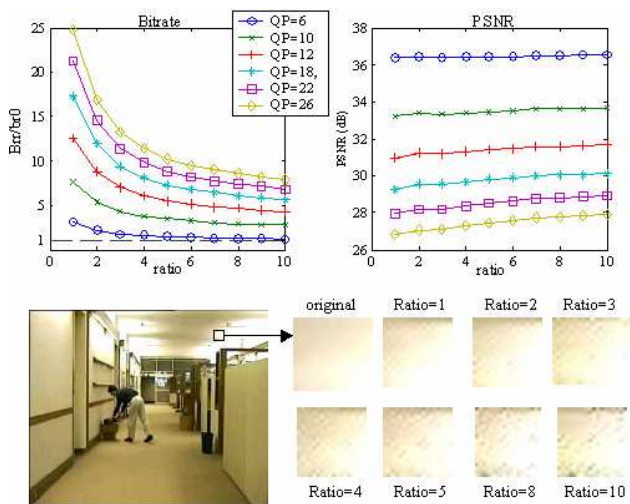 Bitrate
25
20
15
10
5
1
Brr/br0
0 2 4 6 8 10
ratio
QP=6
QP=10
QP=12
QP=18,
QP=22
QP=26
PSNR
38
36
34
32
30
28
26
PSNR (dB)
0 2 4 6 8 10
ratio
original Ratio=1 Ratio=2 Ratio=3
Ratio=4 Ratio=5 Ratio=8 Ratio=10